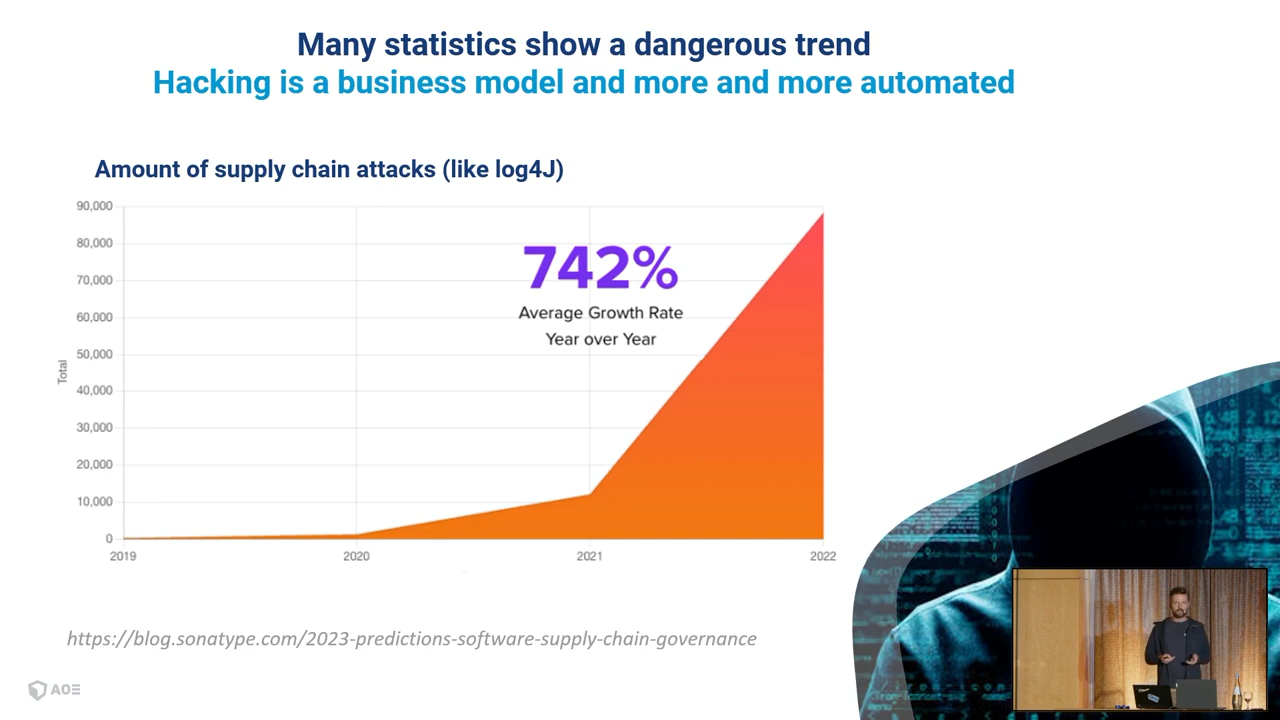 Many statistics show a dangerous trend
Hacking is a business model and more and more automated
Amount of supply chain attacks (like log4J)
90,000
80,000
70,000
60,000
50,000
40,000
30,000
20,000
10,000
0
Total
742%
Average Growth Rate
Year over Year
2019
2020
2021
2022
https://blog.sonatype.com/2023-predictions-software-supply-chain-governance
AOE